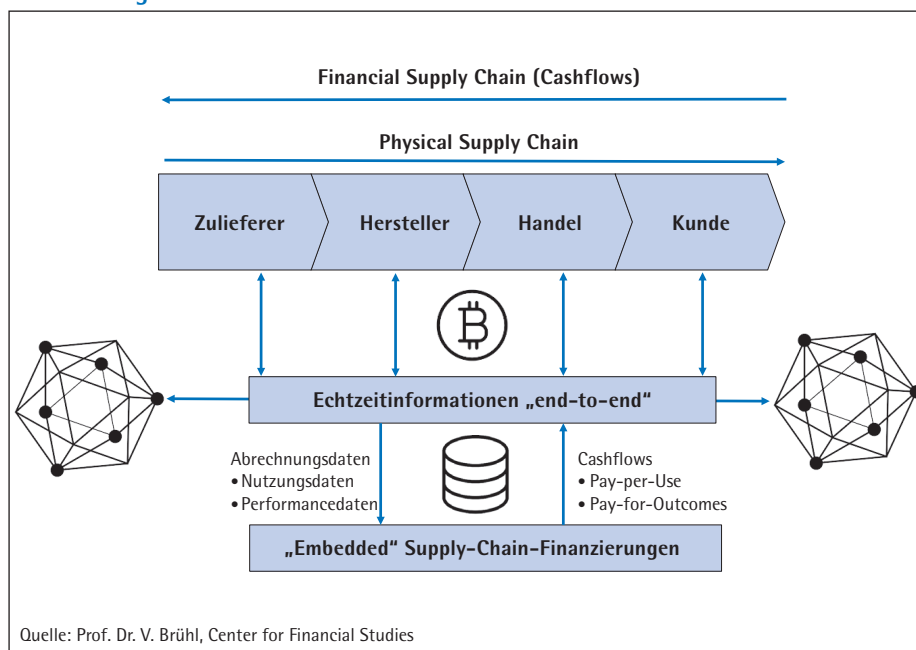 Financial Supply Chain (Cashflows)
Physical Supply Chain
Zulieferer
Hersteller
Handel
Kunde
Echtzeitinformationen „end-to-end“
Abrechnungsdaten
• Nutzungsdaten
• Performancedaten
Cashflows
• Pay-per-Use
• Pay-for-Outcomes
„Embedded“ Supply-Chain-Finanzierungen
Quelle: Prof. Dr. V. Brühl, Center for Financial Studies